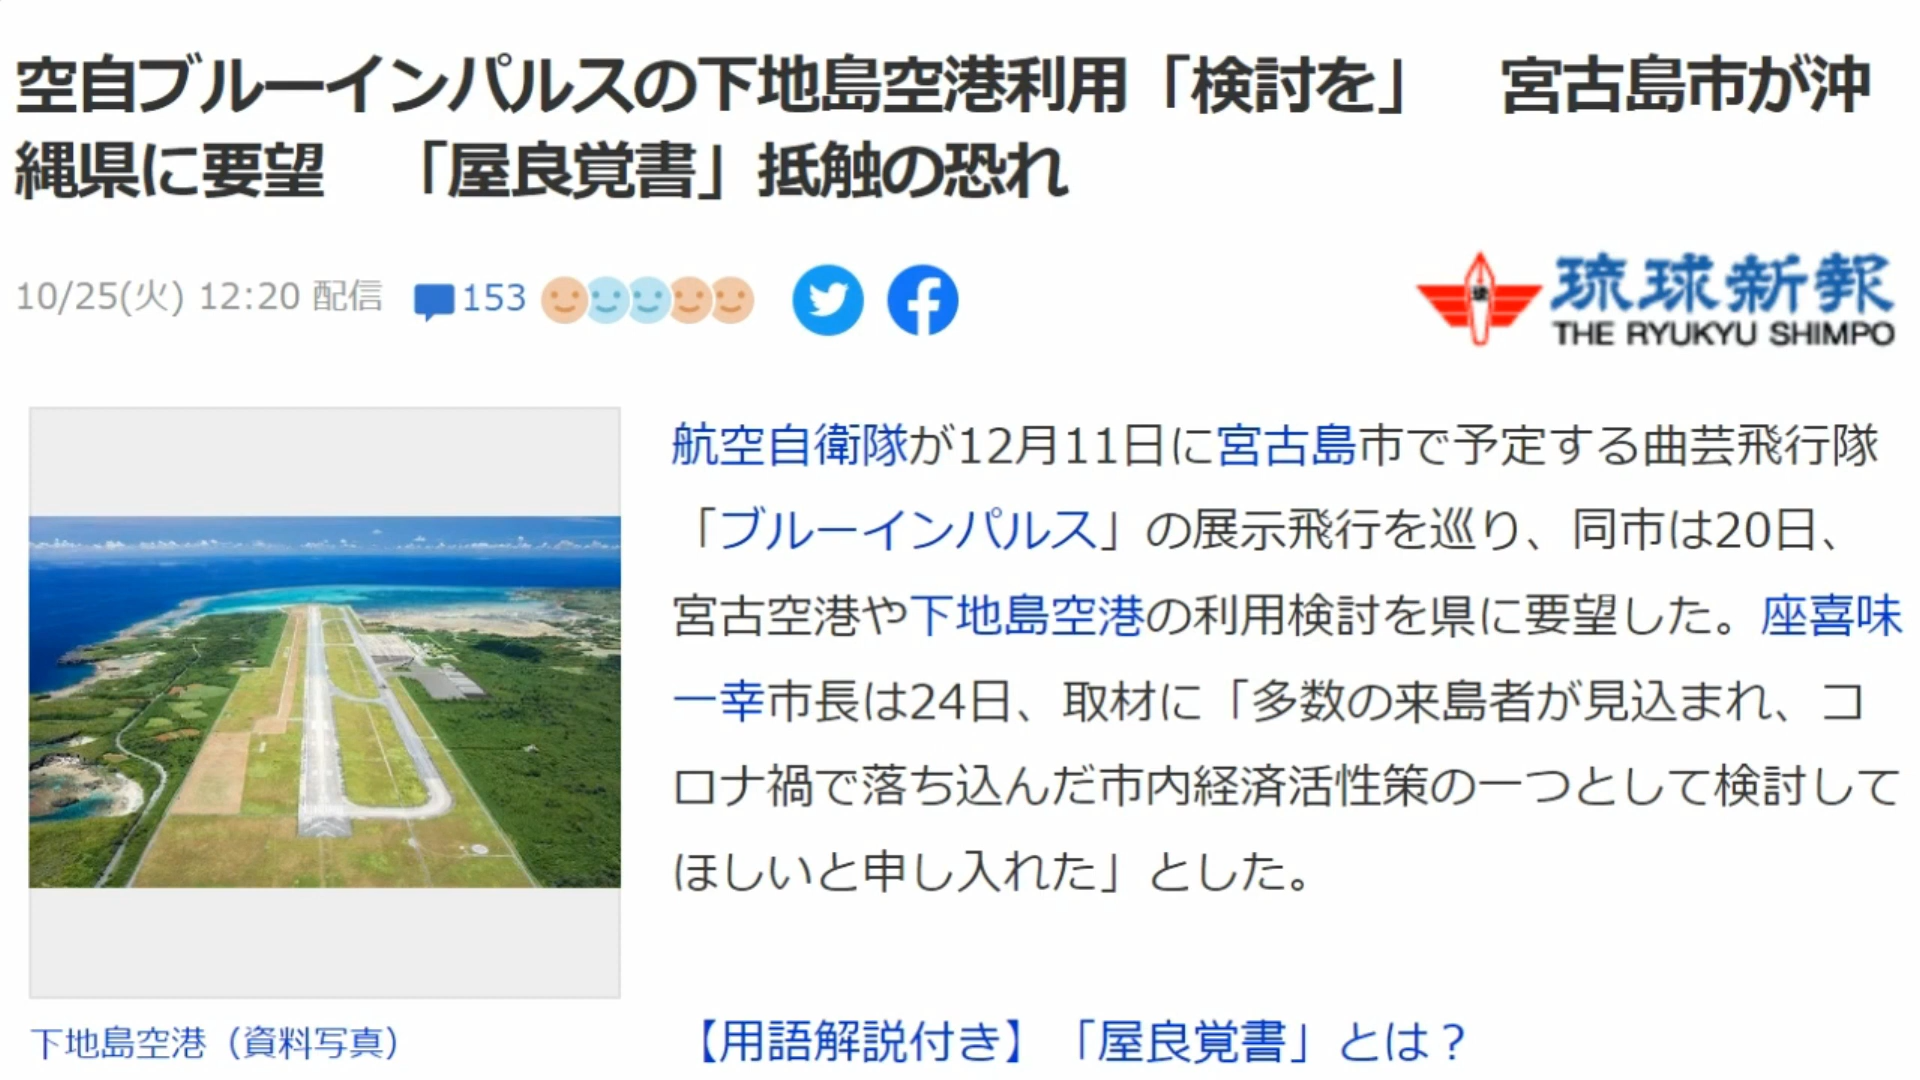 空自ブルーインパルスの下地島空港利用「検討を」　宮古島市が沖
縄県に要望　「屋良覚書」抵触の恐れ
10/25(火) 12:20 配信
153
琉球新報
THE RYUKYU SHIMPO
航空自衛隊が12月11日に宮古島市で予定する曲芸飛行隊
「ブルーインパルス」の展示飛行を巡り、同市は20日、
宮古空港や下地島空港の利用検討を県に要望した。座喜味
一幸市長は24日、取材に「多数の来島者が見込まれ、コ
ロナ禍で落ち込んだ市内経済活性策の一つとして検討して
ほしいと申し入れた」とした。
下地島空港（資料写真）
【用語解説付き】「屋良覚書」とは？